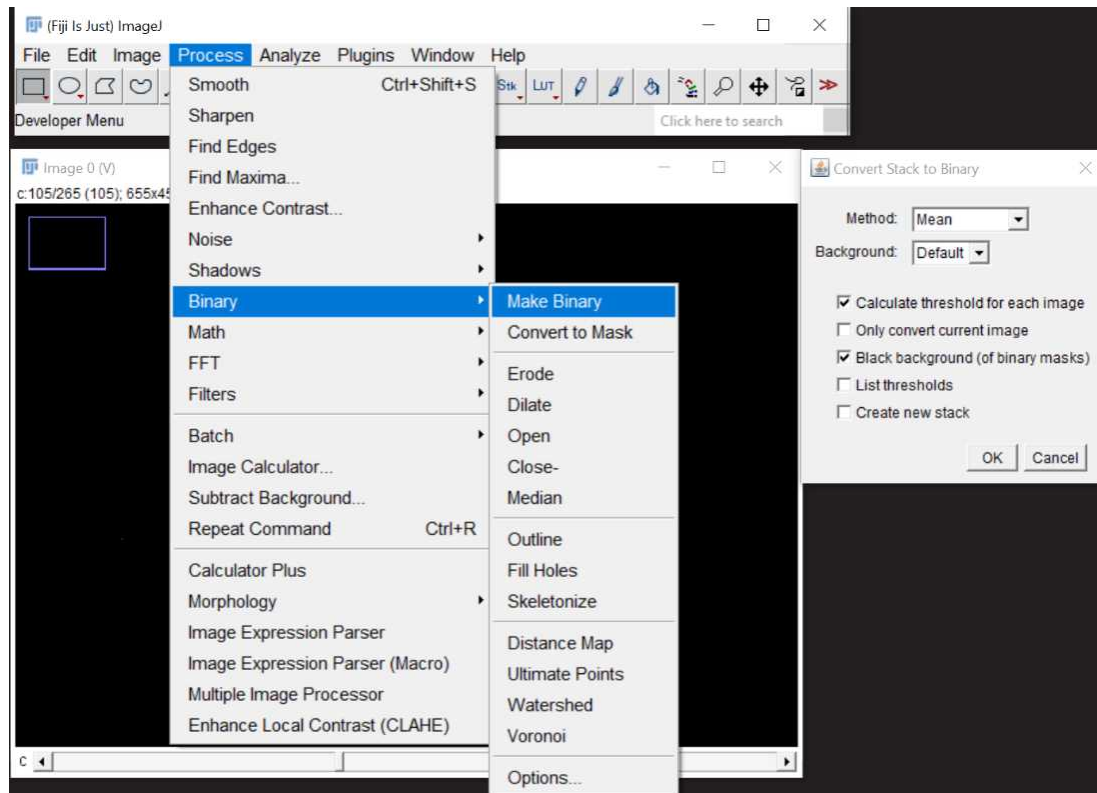 (Fiji Is Just) ImageJ
File Edit Image Process Analyze Plugins Window Help
Stk LUT
Developer Menu
Click here to search
Smooth Ctrl+Shift+S
Sharpen
Find Edges
Find Maxima...
Enhance Contrast...
Noise
Shadows
Binary
Math
FFT
Filters
Batch
Image Calculator...
Subtract Background...
Repeat Command Ctrl+R
Calculator Plus
Morphology
Image Expression Parser
Image Expression Parser (Macro)
Multiple Image Processor
Enhance Local Contrast (CLAHE)
Make Binary
Convert to Mask
Erode
Dilate
Open
Close-
Median
Outline
Fill Holes
Skeletonize
Distance Map
Ultimate Points
Watershed
Voronoi
Options...
Image 0 (V)
c:105/265 (105); 655x45
c
Convert Stack to Binary
Method: Mean
Background: Default
Calculate threshold for each image
Only convert current image
Black background (of binary masks)
List thresholds
Create new stack
OK Cancel